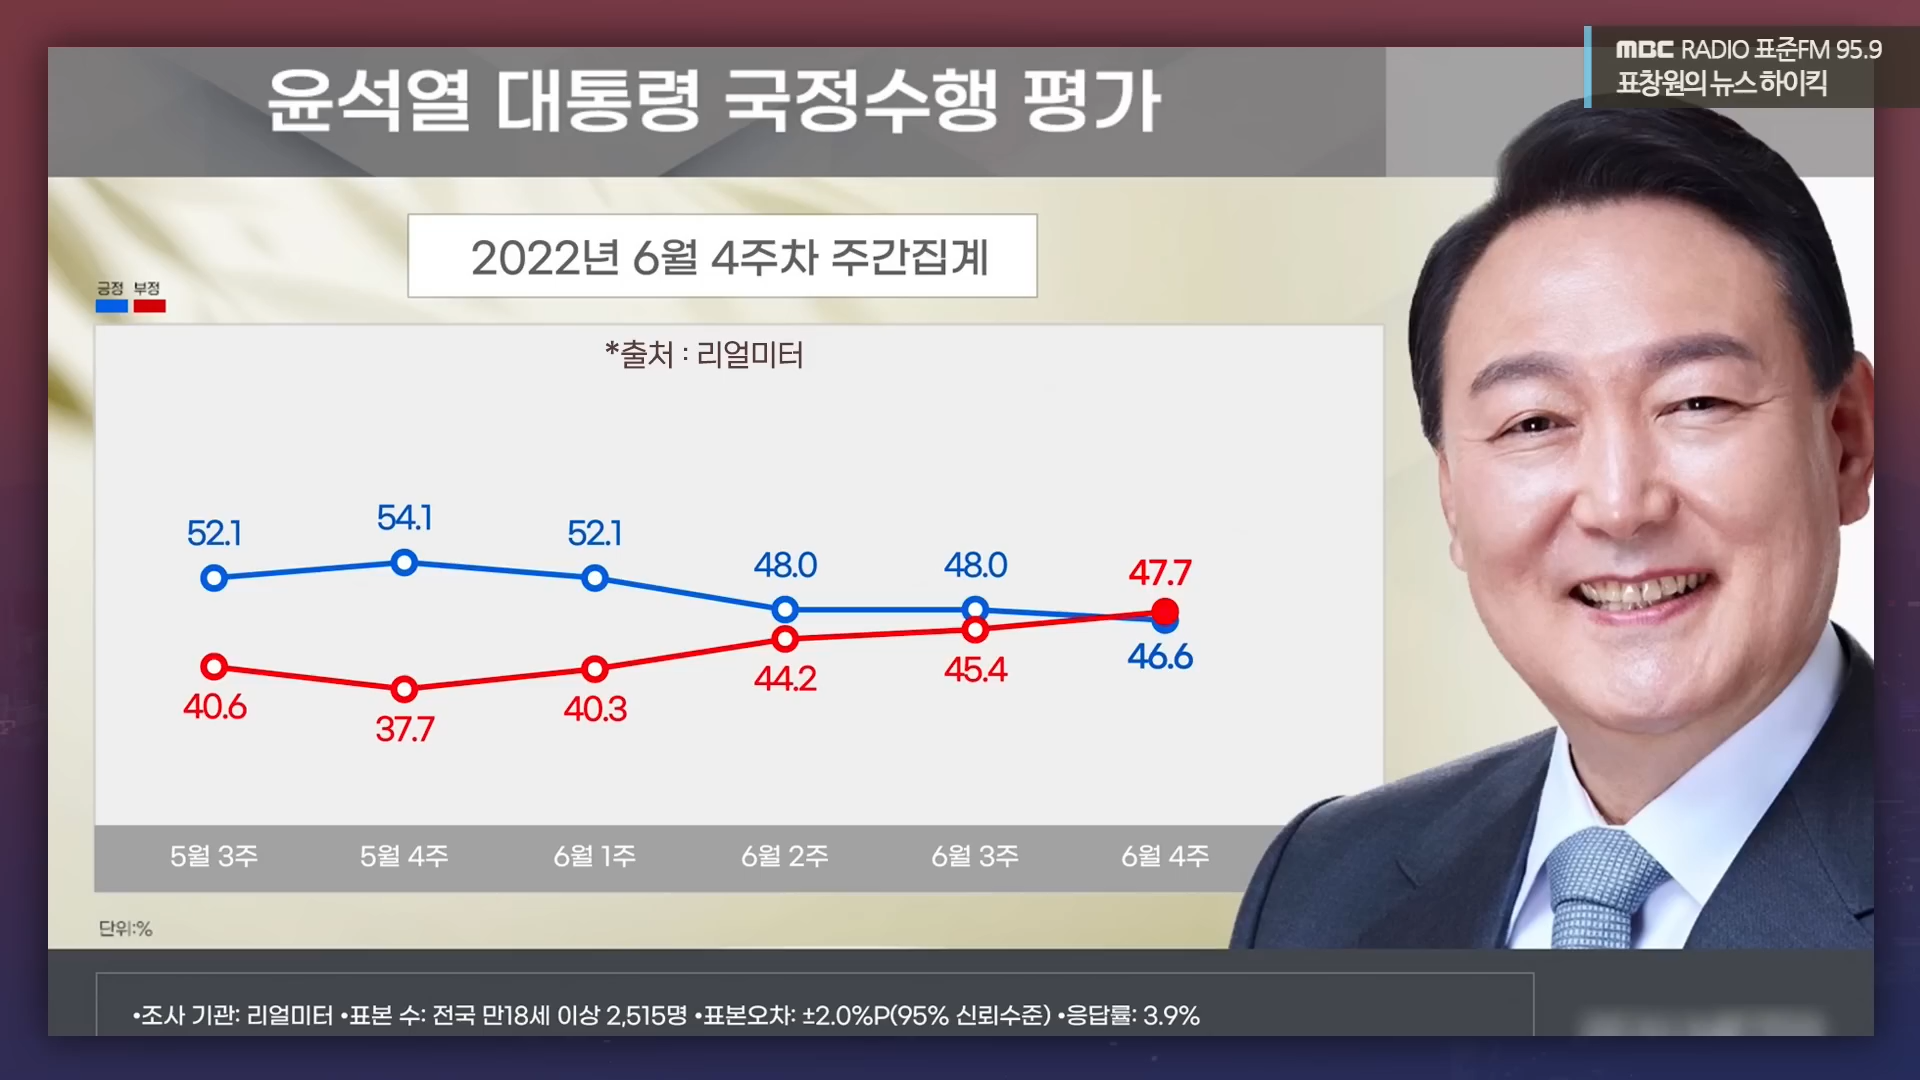 MBC RADIO 표준FM 95.9
표창원의 뉴스 하이킥
윤석열 대통령 국정수행 평가
2022년 6월 4주차 주간집계
긍정 부정
*출처 : 리얼미터
52.1 54.1 52.1 48.0 48.0 47.7
40.6 37.7 40.3 44.2 45.4 46.6
5월 3주 5월 4주 6월 1주 6월 2주 6월 3주 6월 4주
단위:%
•조사 기관: 리얼미터 •표본 수: 전국 만18세 이상 2,515명 •표본오차: ±2.0%P(95% 신뢰수준) •응답률: 3.9%